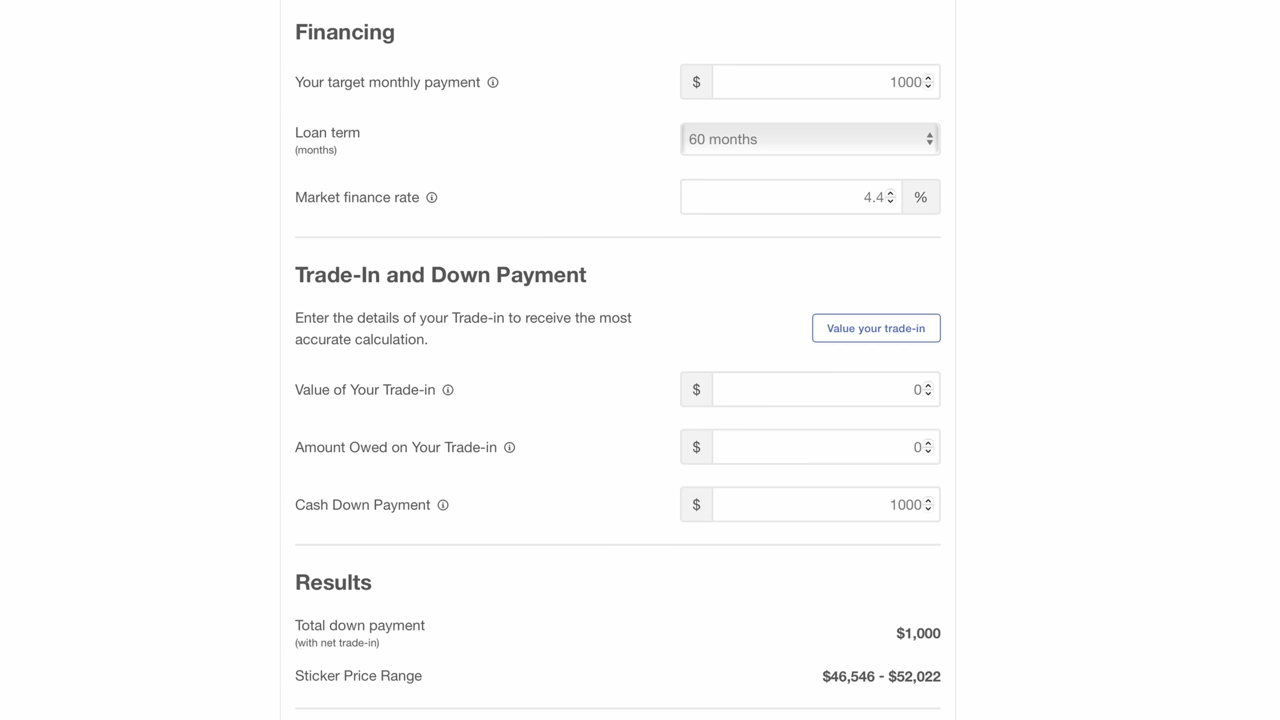 Financing
Your target monthly payment
$ 1000
Loan term
(months)
60 months
Market finance rate
4.4 %
Trade-In and Down Payment
Enter the details of your Trade-in to receive the most
accurate calculation.
Value your trade-in
Value of Your Trade-in
$ 0
Amount Owed on Your Trade-in
$ 0
Cash Down Payment
$ 1000
Results
Total down payment
(with net trade-in)
$1,000
Sticker Price Range
$46,546 - $52,022